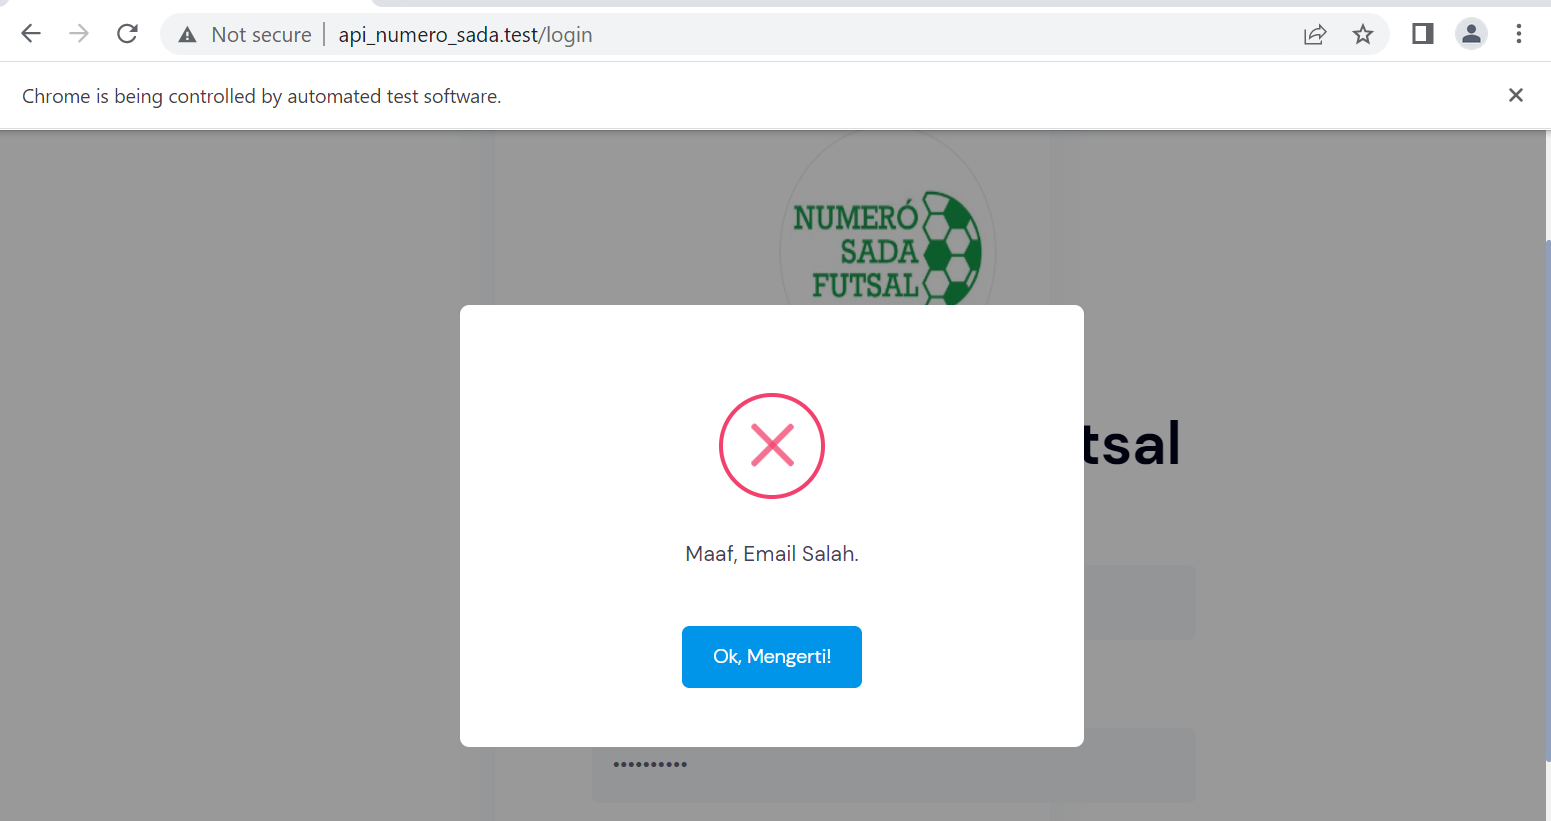 Not secure | api_numero_sada.test/login
Chrome is being controlled by automated test software.
NUMERÓ
SADA
FUTSAL
tsal
Maaf, Email Salah.
Ok, Mengerti!
••••••••••